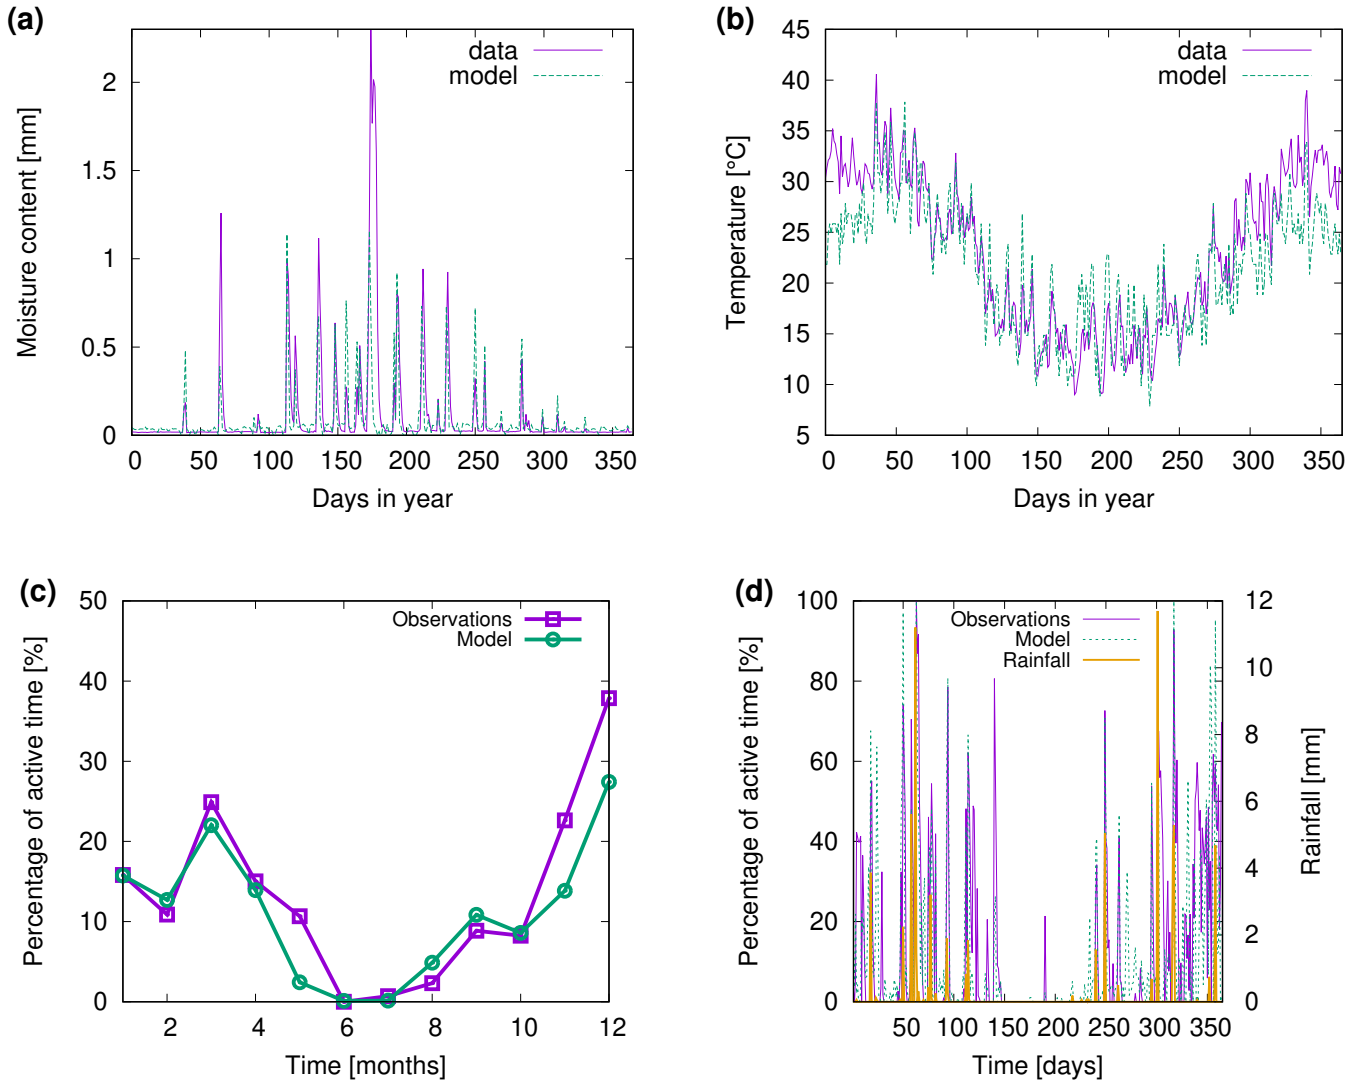 (a)
data
model
2
1.5
1
0.5
0
0 50 100 150 200 250 300 350
Moisture content [mm]
Days in year
(b)
data
model
45
40
35
30
25
20
15
10
5
0 50 100 150 200 250 300 350
Temperature [°C]
Days in year
(c)
Observations
Model
50
40
30
20
10
0
2 4 6 8 10 12
Percentage of active time [%]
Time [months]
(d)
Observations
Model
Rainfall
100
80
60
40
20
0
12
10
8
6
4
2
0
50 100 150 200 250 300 350
Percentage of active time [%]
Rainfall [mm]
Time [days]